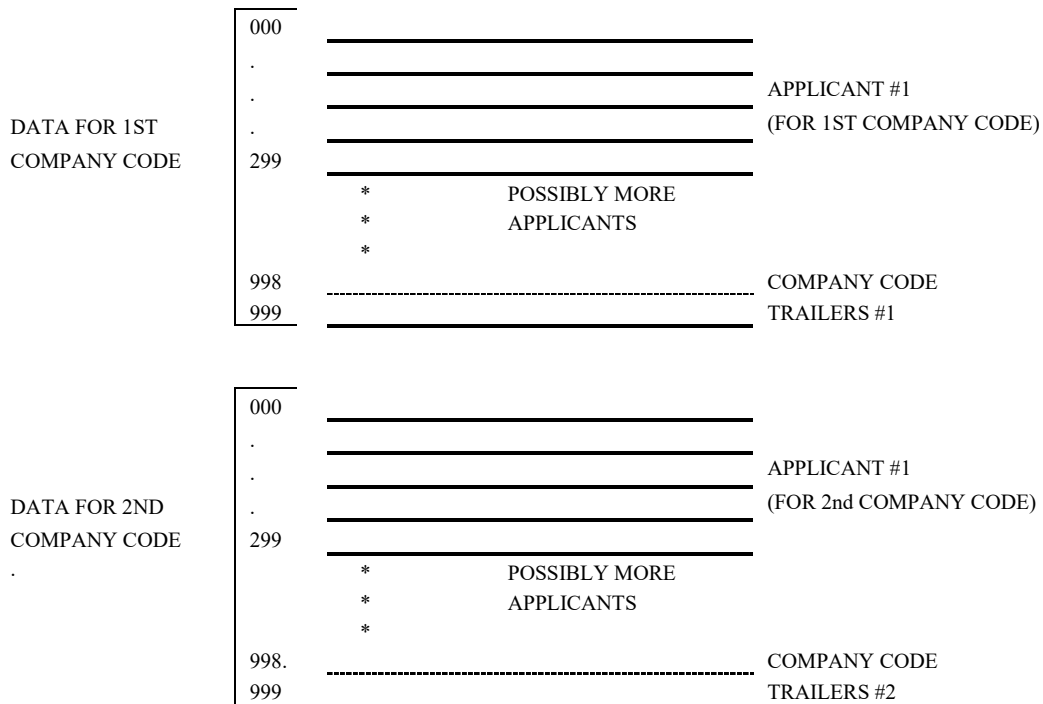 000
.
. APPLICANT #1
DATA FOR 1ST . (FOR 1ST COMPANY CODE)
COMPANY CODE 299
* POSSIBLY MORE
* APPLICANTS
*
998 COMPANY CODE
999 TRAILERS #1
000
.
. APPLICANT #1
DATA FOR 2ND . (FOR 2nd COMPANY CODE)
COMPANY CODE 299
. * POSSIBLY MORE
* APPLICANTS
*
998. COMPANY CODE
999 TRAILERS #2